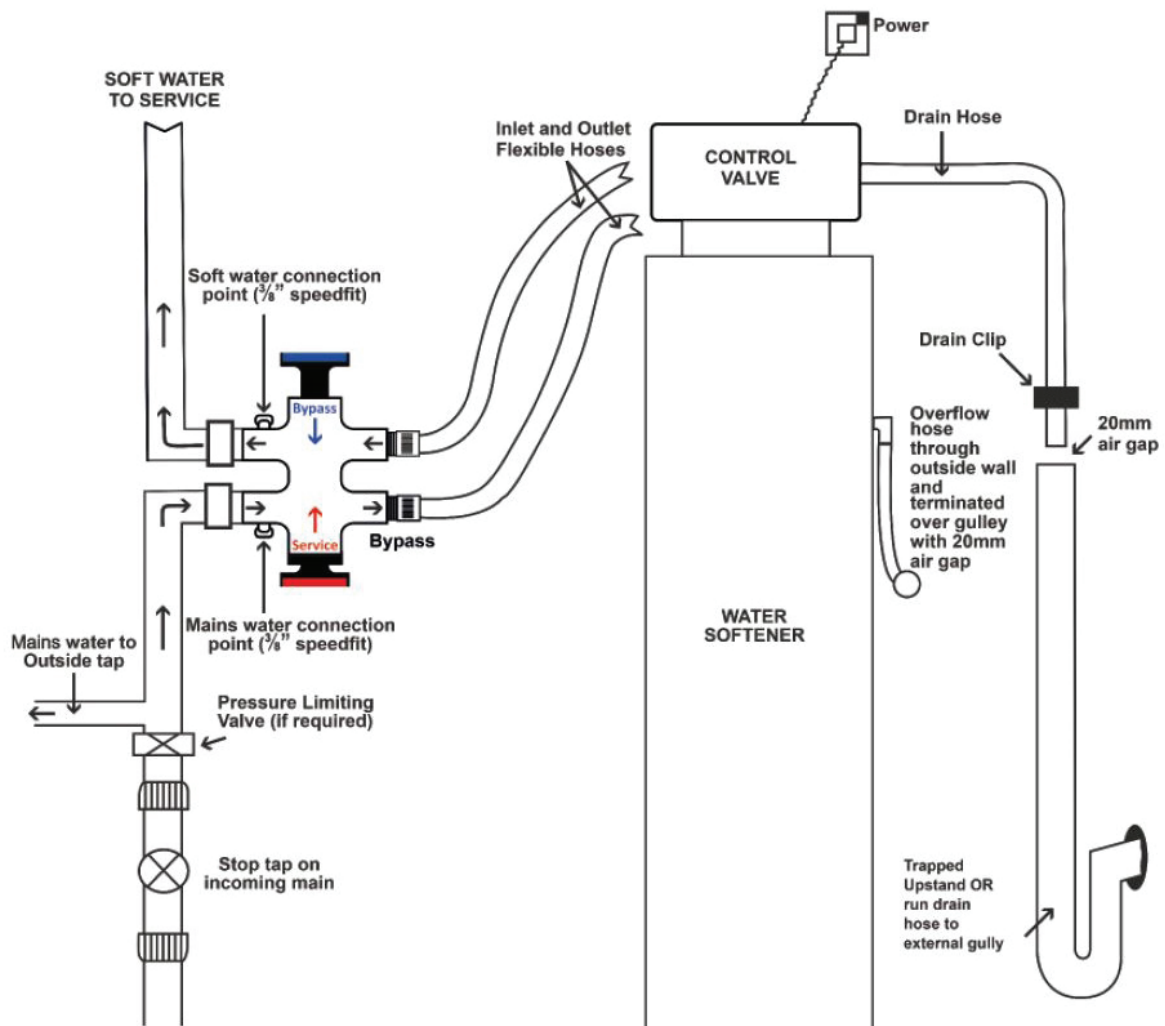 Power
SOFT WATER
TO SERVICE
Drain Hose
Inlet and Outlet
Flexible Hoses
CONTROL
VALVE
Soft water connection
point (⅜” speedfit)
Drain Clip
Bypass
Overflow
hose
through
outside wall
and
terminated
over gulley
with 20mm
air gap
20mm
air gap
Service
Bypass
WATER
SOFTENER
Mains water connection
point (⅜” speedfit)
Mains water to
Outside tap
Pressure Limiting
Valve (if required)
Stop tap on
incoming main
Trapped
Upstand OR
run drain
hose to
external gully